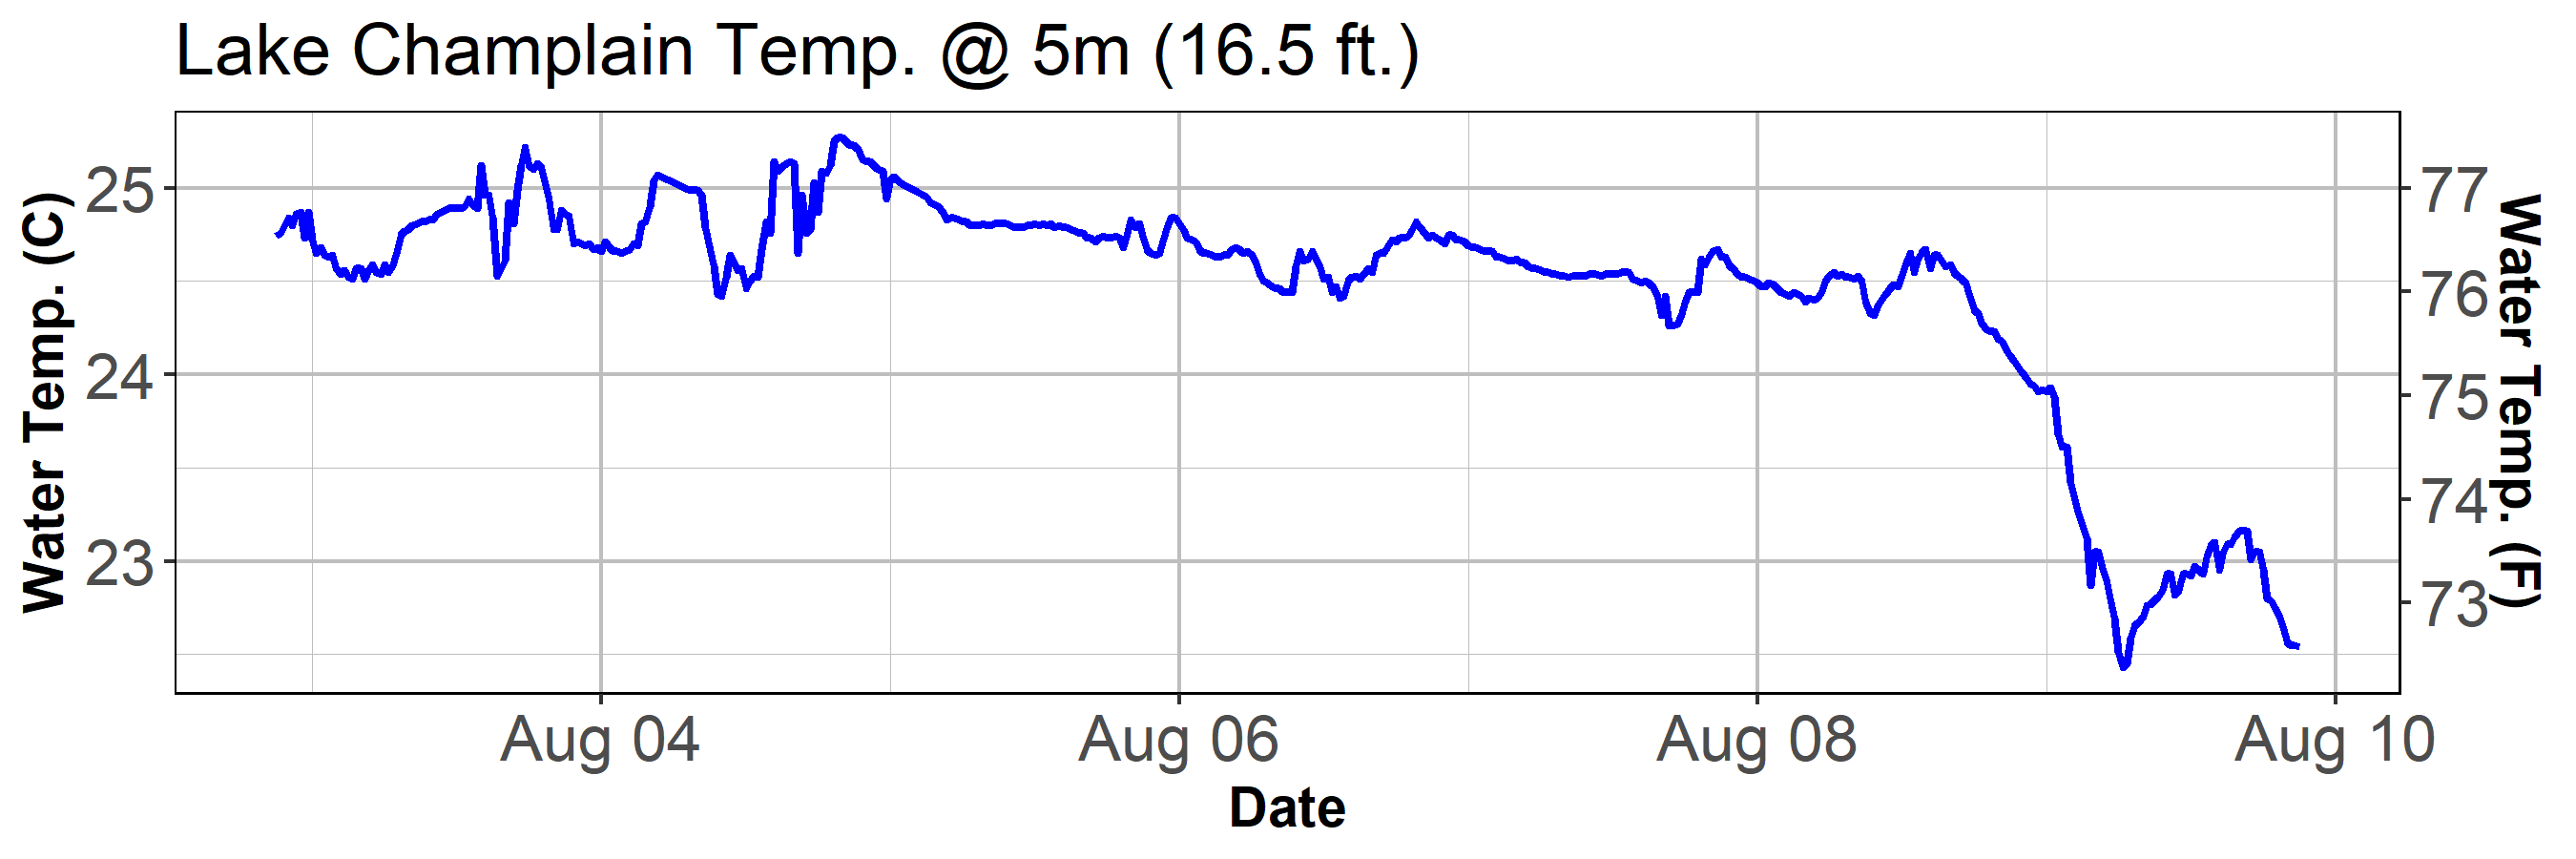 Lake Champlain Temp. @ 5m (16.5 ft.)
Water Temp. (C)
25
24
23
77
76
75
74
73
Water Temp. (F)
Aug 04 Aug 06 Aug 08 Aug 10
Date